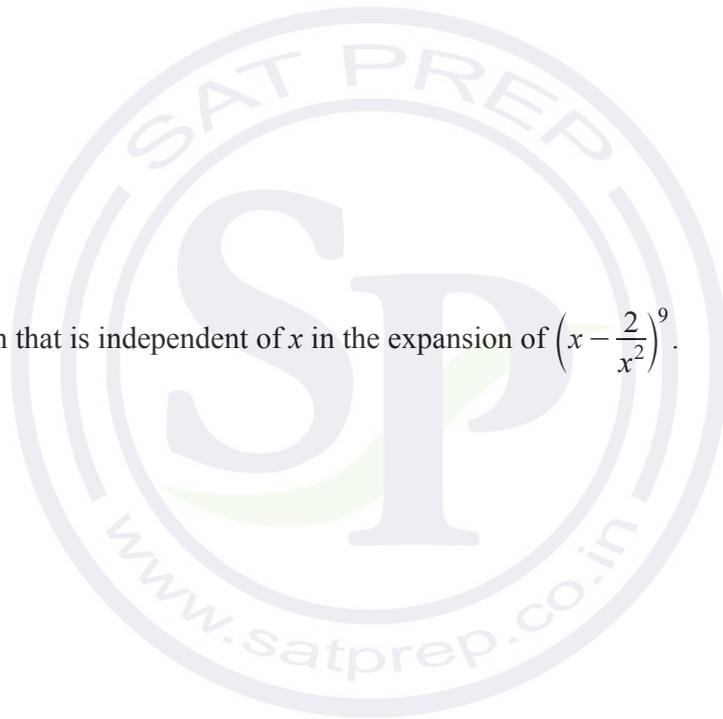 SAT PREP
SP
that is independent of x in the expansion of (x − 2/x²)⁹.
www.satprep.co.in